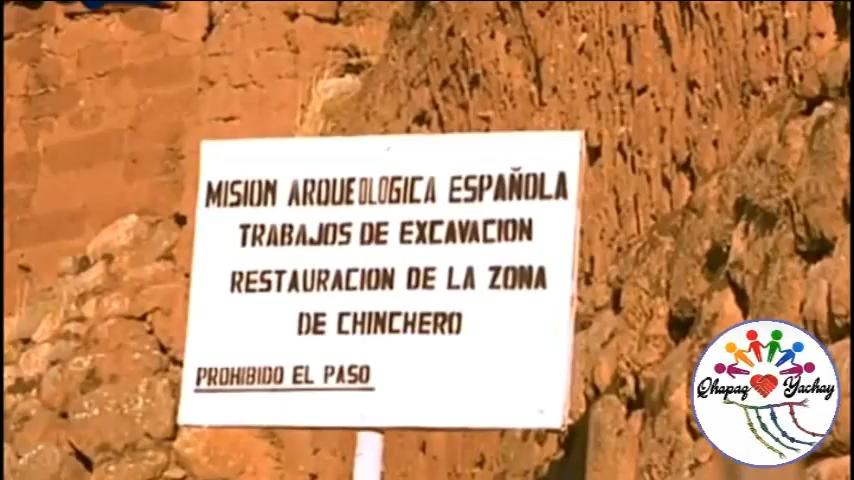 MISION ARQUEOLOGICA ESPAÑOLA
TRABAJOS DE EXCAVACION
RESTAURACION DE LA ZONA
DE CHINCHERO
PROHIBIDO EL PASO
Qhapaq Yachay